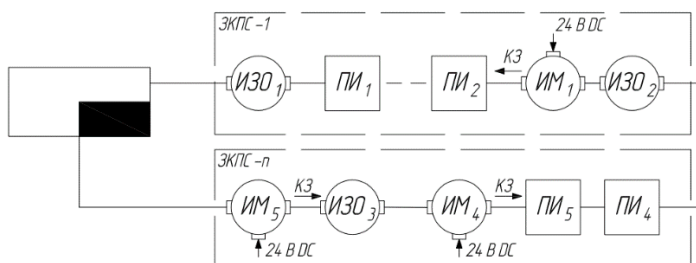 ЗКПС-1
24 В DC
КЗ
ИЗО1 ПИ1 ПИ2 ИМ1 ИЗО2
ЗКПС-n
КЗ КЗ
ИМ5 ИЗО3 ИМ4 ПИ5 ПИ4
24 В DC 24 В DC